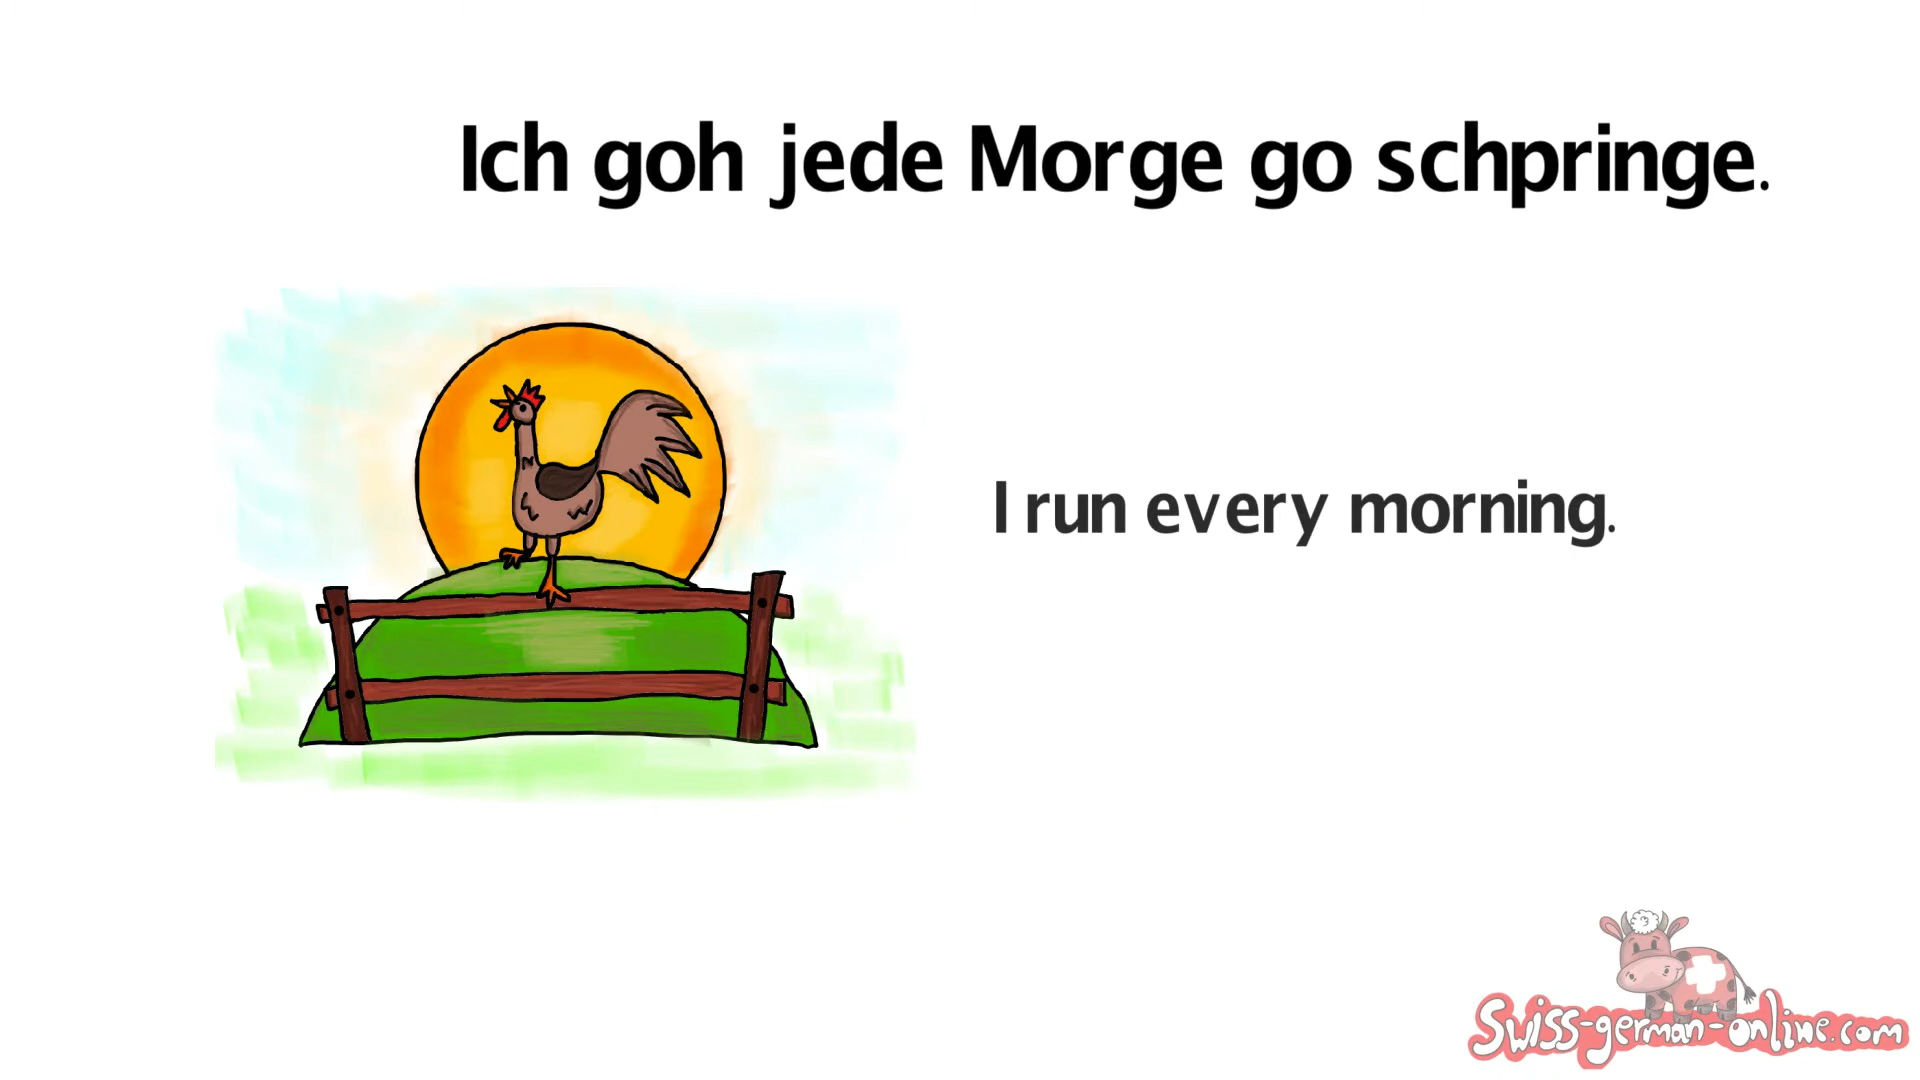 Ich goh jede Morge go schpringe.
I run every morning.
Swiss-german-online.com